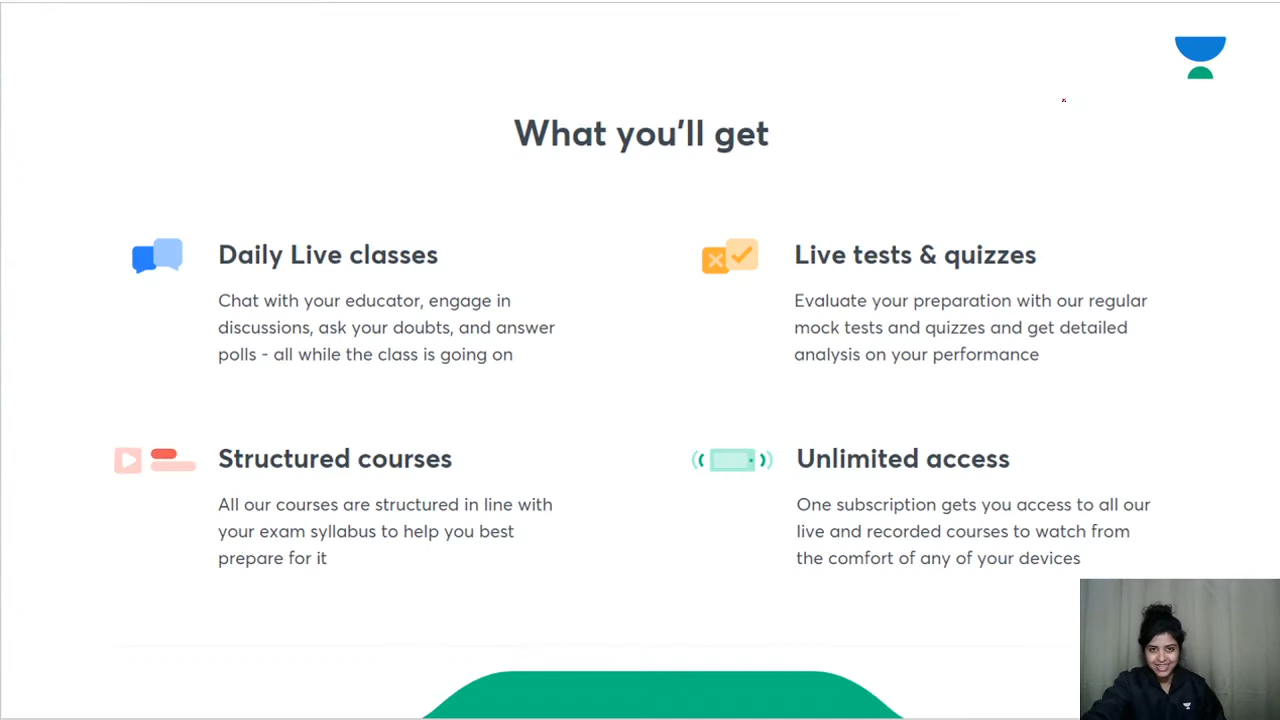 What you'll get
Daily Live classes
Chat with your educator, engage in
discussions, ask your doubts, and answer
polls - all while the class is going on
Live tests & quizzes
Evaluate your preparation with our regular
mock tests and quizzes and get detailed
analysis on your performance
Structured courses
All our courses are structured in line with
your exam syllabus to help you best
prepare for it
Unlimited access
One subscription gets you access to all our
live and recorded courses to watch from
the comfort of any of your devices